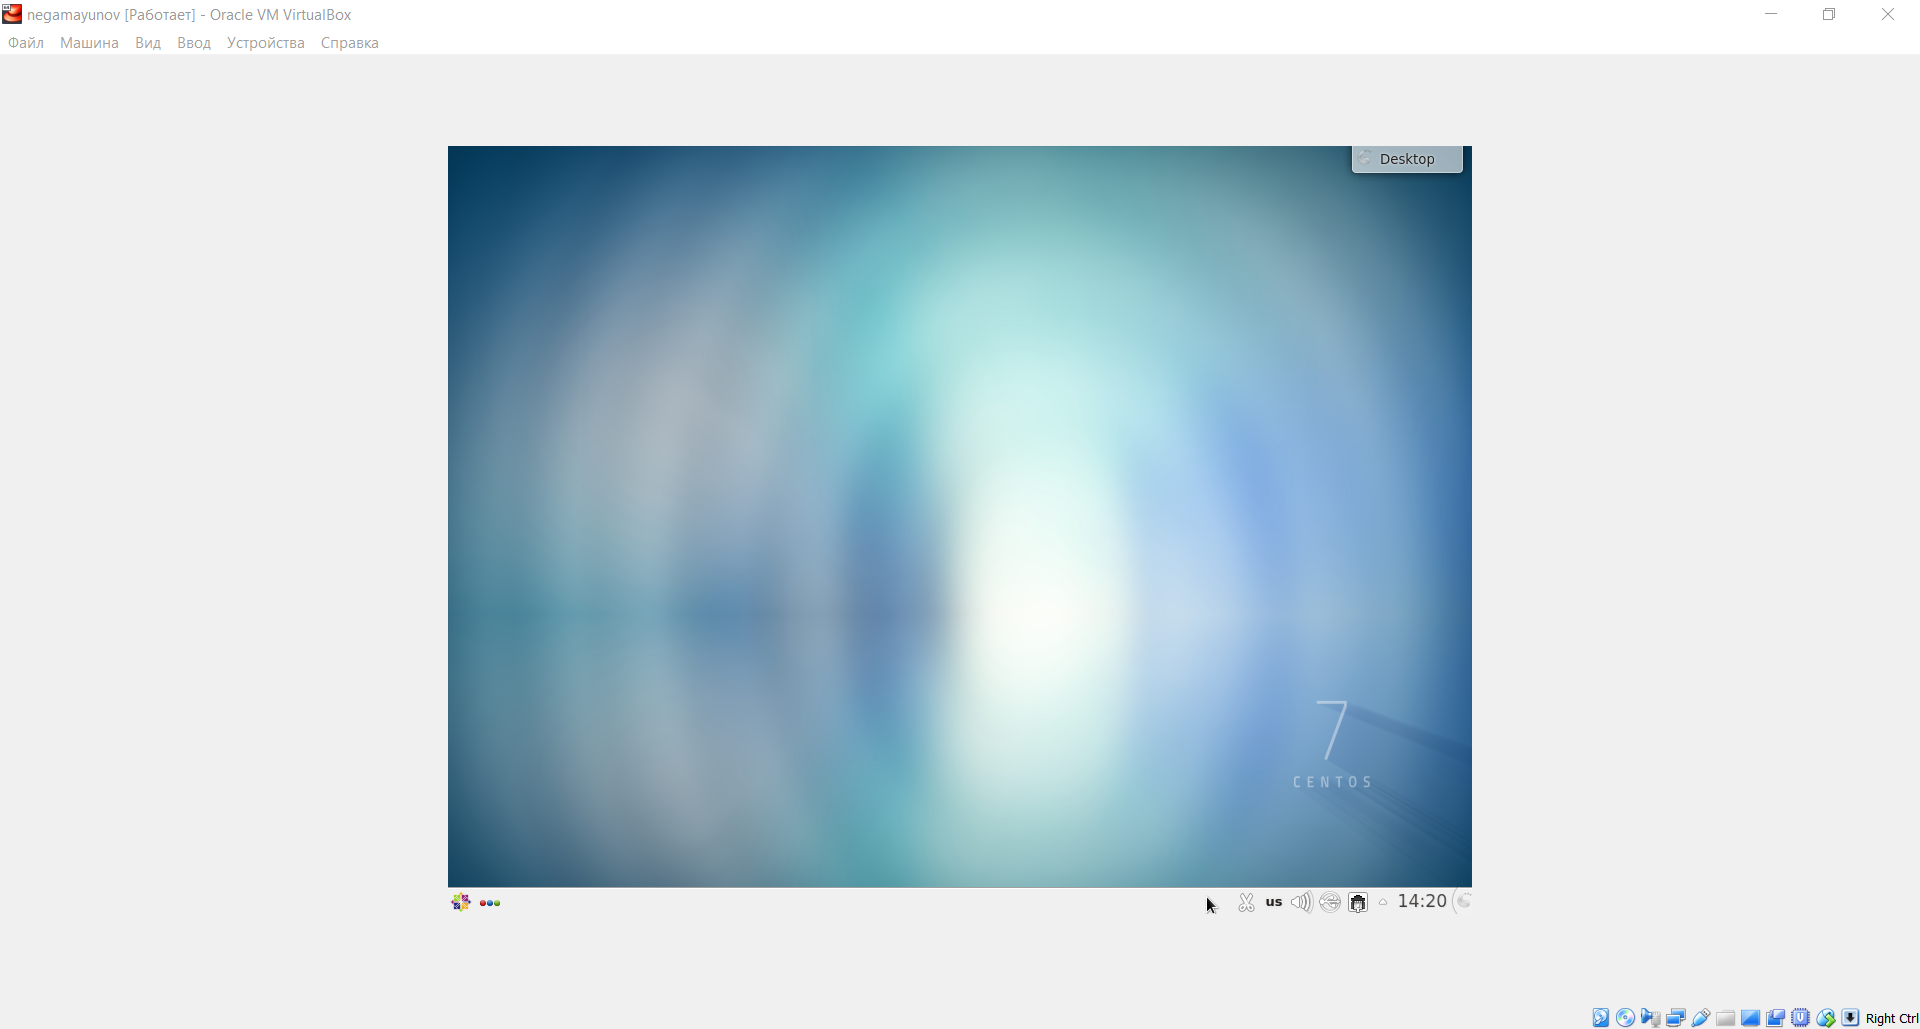 negamayunov [Работает] - Oracle VM VirtualBox
Файл Машина Вид Ввод Устройства Справка
Desktop
7
CENTOS
us 14:20
Right Ctrl